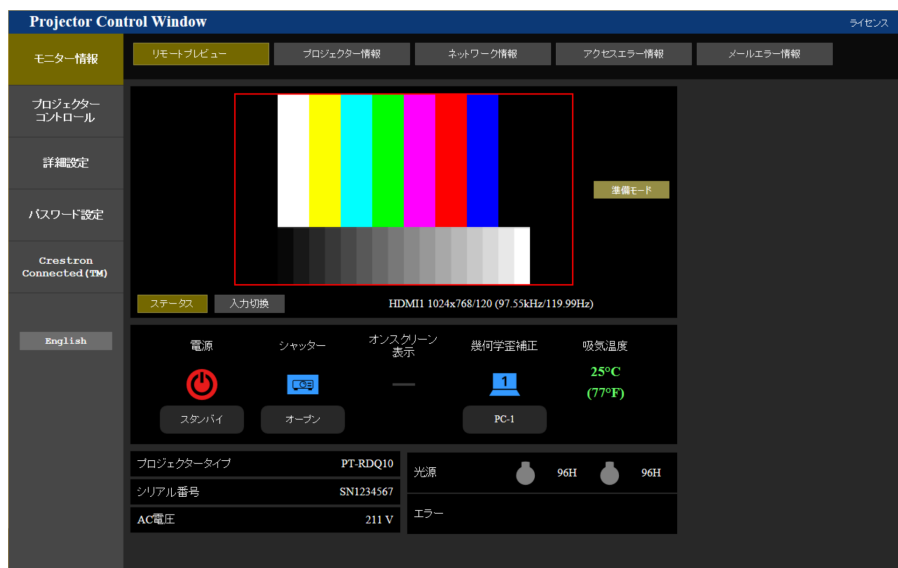 Projector Control Window
ライセンス
モニター情報
リモートプレビュー
プロジェクター情報
ネットワーク情報
アクセスエラー情報
メールエラー情報
プロジェクター
コントロール
詳細設定
パスワード設定
Crestron
Connected(TM)
English
準備モード
ステータス
入力切換
HDMI1 1024x768/120 (97.55kHz/119.99Hz)
電源
シャッター
オンスクリーン
表示
幾何学歪補正
吸気温度
1
25°C
(77°F)
スタンバイ
オープン
PC-1
プロジェクタータイプ
PT-RDQ10
シリアル番号
SN1234567
AC電圧
211 V
光源
96H
96H
エラー